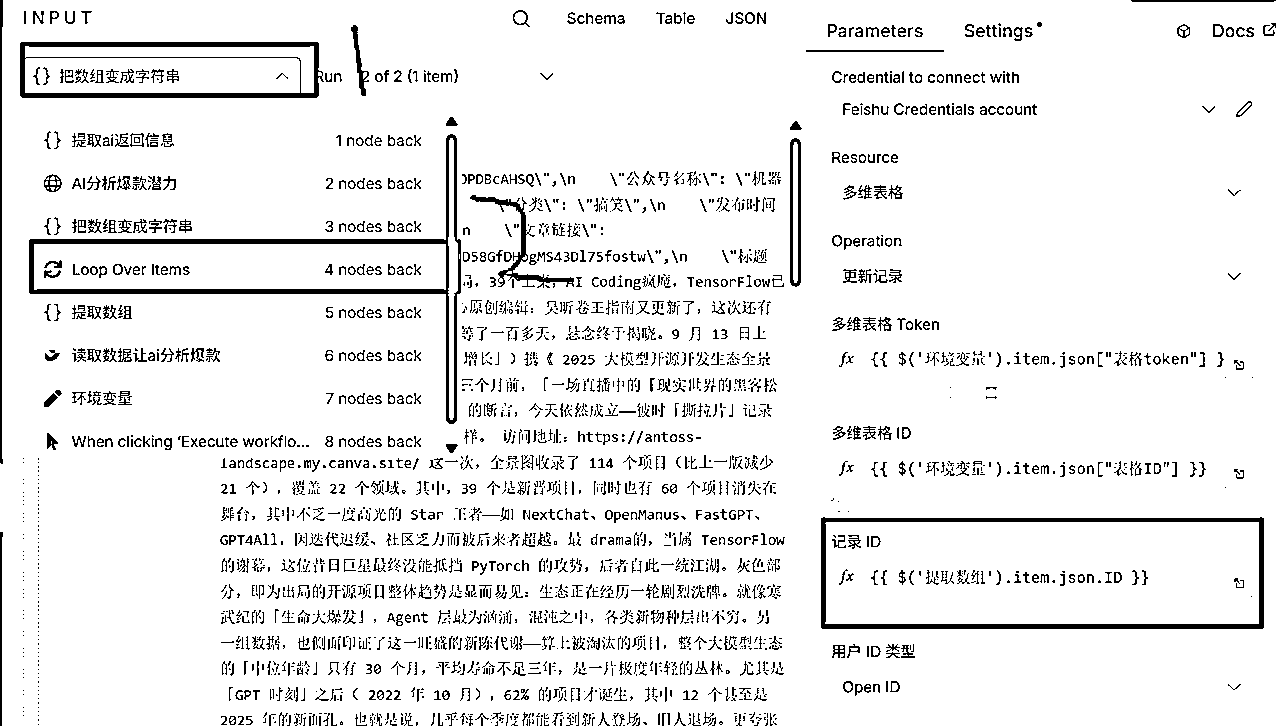 INPUT
Schema
Table
JSON
{} 把数组变成字符串
Run
2 of 2 (1 item)
{} 提取ai返回信息 1 node back
AI分析爆款潜力 2 nodes back
{} 把数组变成字符串 3 nodes back
Loop Over Items 4 nodes back
{} 提取数组 5 nodes back
读取数据让ai分析爆款 6 nodes back
环境变量 7 nodes back
When clicking ‘Execute workflo... 8 nodes back
DPDBcAHSQ\",\n \"公众号名称\": \"机器
\"分类\": \"搞笑\",\n \"发布时间
\"文章链接\":
\",\n \"标题
39个上桌，AI Coding疯魔，TensorFlow已
原创编辑：吴昕卷王指南又更新了，这次还有
等了一百多天，悬念终于揭晓。9 月 13 日上
增长」）携《 2025 大模型开源开发生态全景
三个月前，「一场直播中的『现实世界的黑客松
的断言，今天依然成立—彼时「撕拉片」记录
样。 访问地址：https://antoss-
landscape.my.canva.site/ 这一次，全景图收录了 114 个项目（比上一版减少
21 个），覆盖 22 个领域。其中，39 个是新晋项目，同时也有 60 个项目消失在
舞台，其中不乏一度高光的 Star 王者—如 NextChat、OpenManus、FastGPT、
GPT4All，因迭代迟缓、社区乏力而被后来者超越。最 drama的，当属 TensorFlow
的谢幕，这位昔日巨星最终没能抵挡 PyTorch 的攻势，后者自此一统江湖。灰色部
分，即为出局的开源项目整体趋势是显而易见：生态正在经历一轮剧烈洗牌。就像寒
武纪的「生命大爆发」，Agent 层最为汹涌，混沌之中，各类新物种层出不穷。另
一组数据，也侧面印证了这一旺盛的新陈代谢—算上被淘汰的项目，整个大模型生态
的「中位年龄」只有 30 个月，平均寿命不足三年，是一片极度年轻的丛林。尤其是
「GPT 时刻」之后（ 2022 年 10 月），62% 的项目才诞生，其中 12 个甚至是
2025 年的新面孔。也就是说，几乎每个季度都能看到新人登场、旧人退场。更夸张
Parameters
Settings
Docs
Credential to connect with
Feishu Credentials account
Resource
多维表格
Operation
更新记录
多维表格 Token
fx {{ $('环境变量').item.json["表格token"] }
多维表格 ID
fx {{ $('环境变量').item.json["表格ID"] }}
记录 ID
fx {{ $('提取数组').item.json.ID }}
用户 ID 类型
Open ID